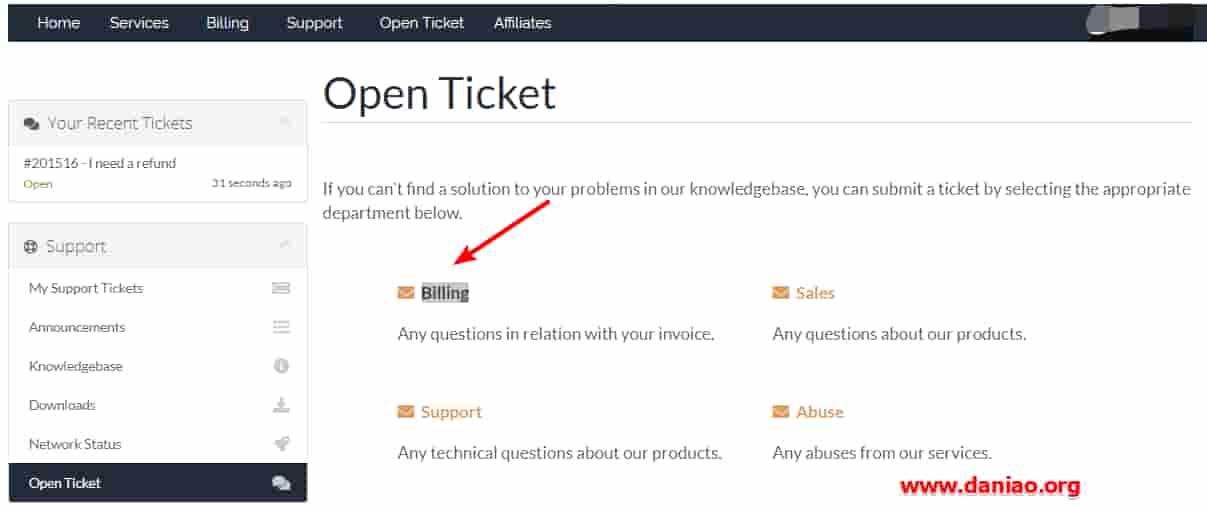 Home Services Billing Support Open Ticket Affiliates
Open Ticket
Your Recent Tickets
#201516 - I need a refund
Open 31 seconds ago
If you can't find a solution to your problems in our knowledgebase, you can submit a ticket by selecting the appropriate
department below.
Support
My Support Tickets
Announcements
Knowledgebase
Downloads
Network Status
Open Ticket
Billing
Any questions in relation with your invoice.
Sales
Any questions about our products.
Support
Any technical questions about our products.
Abuse
Any abuses from our services.
www.daniao.org